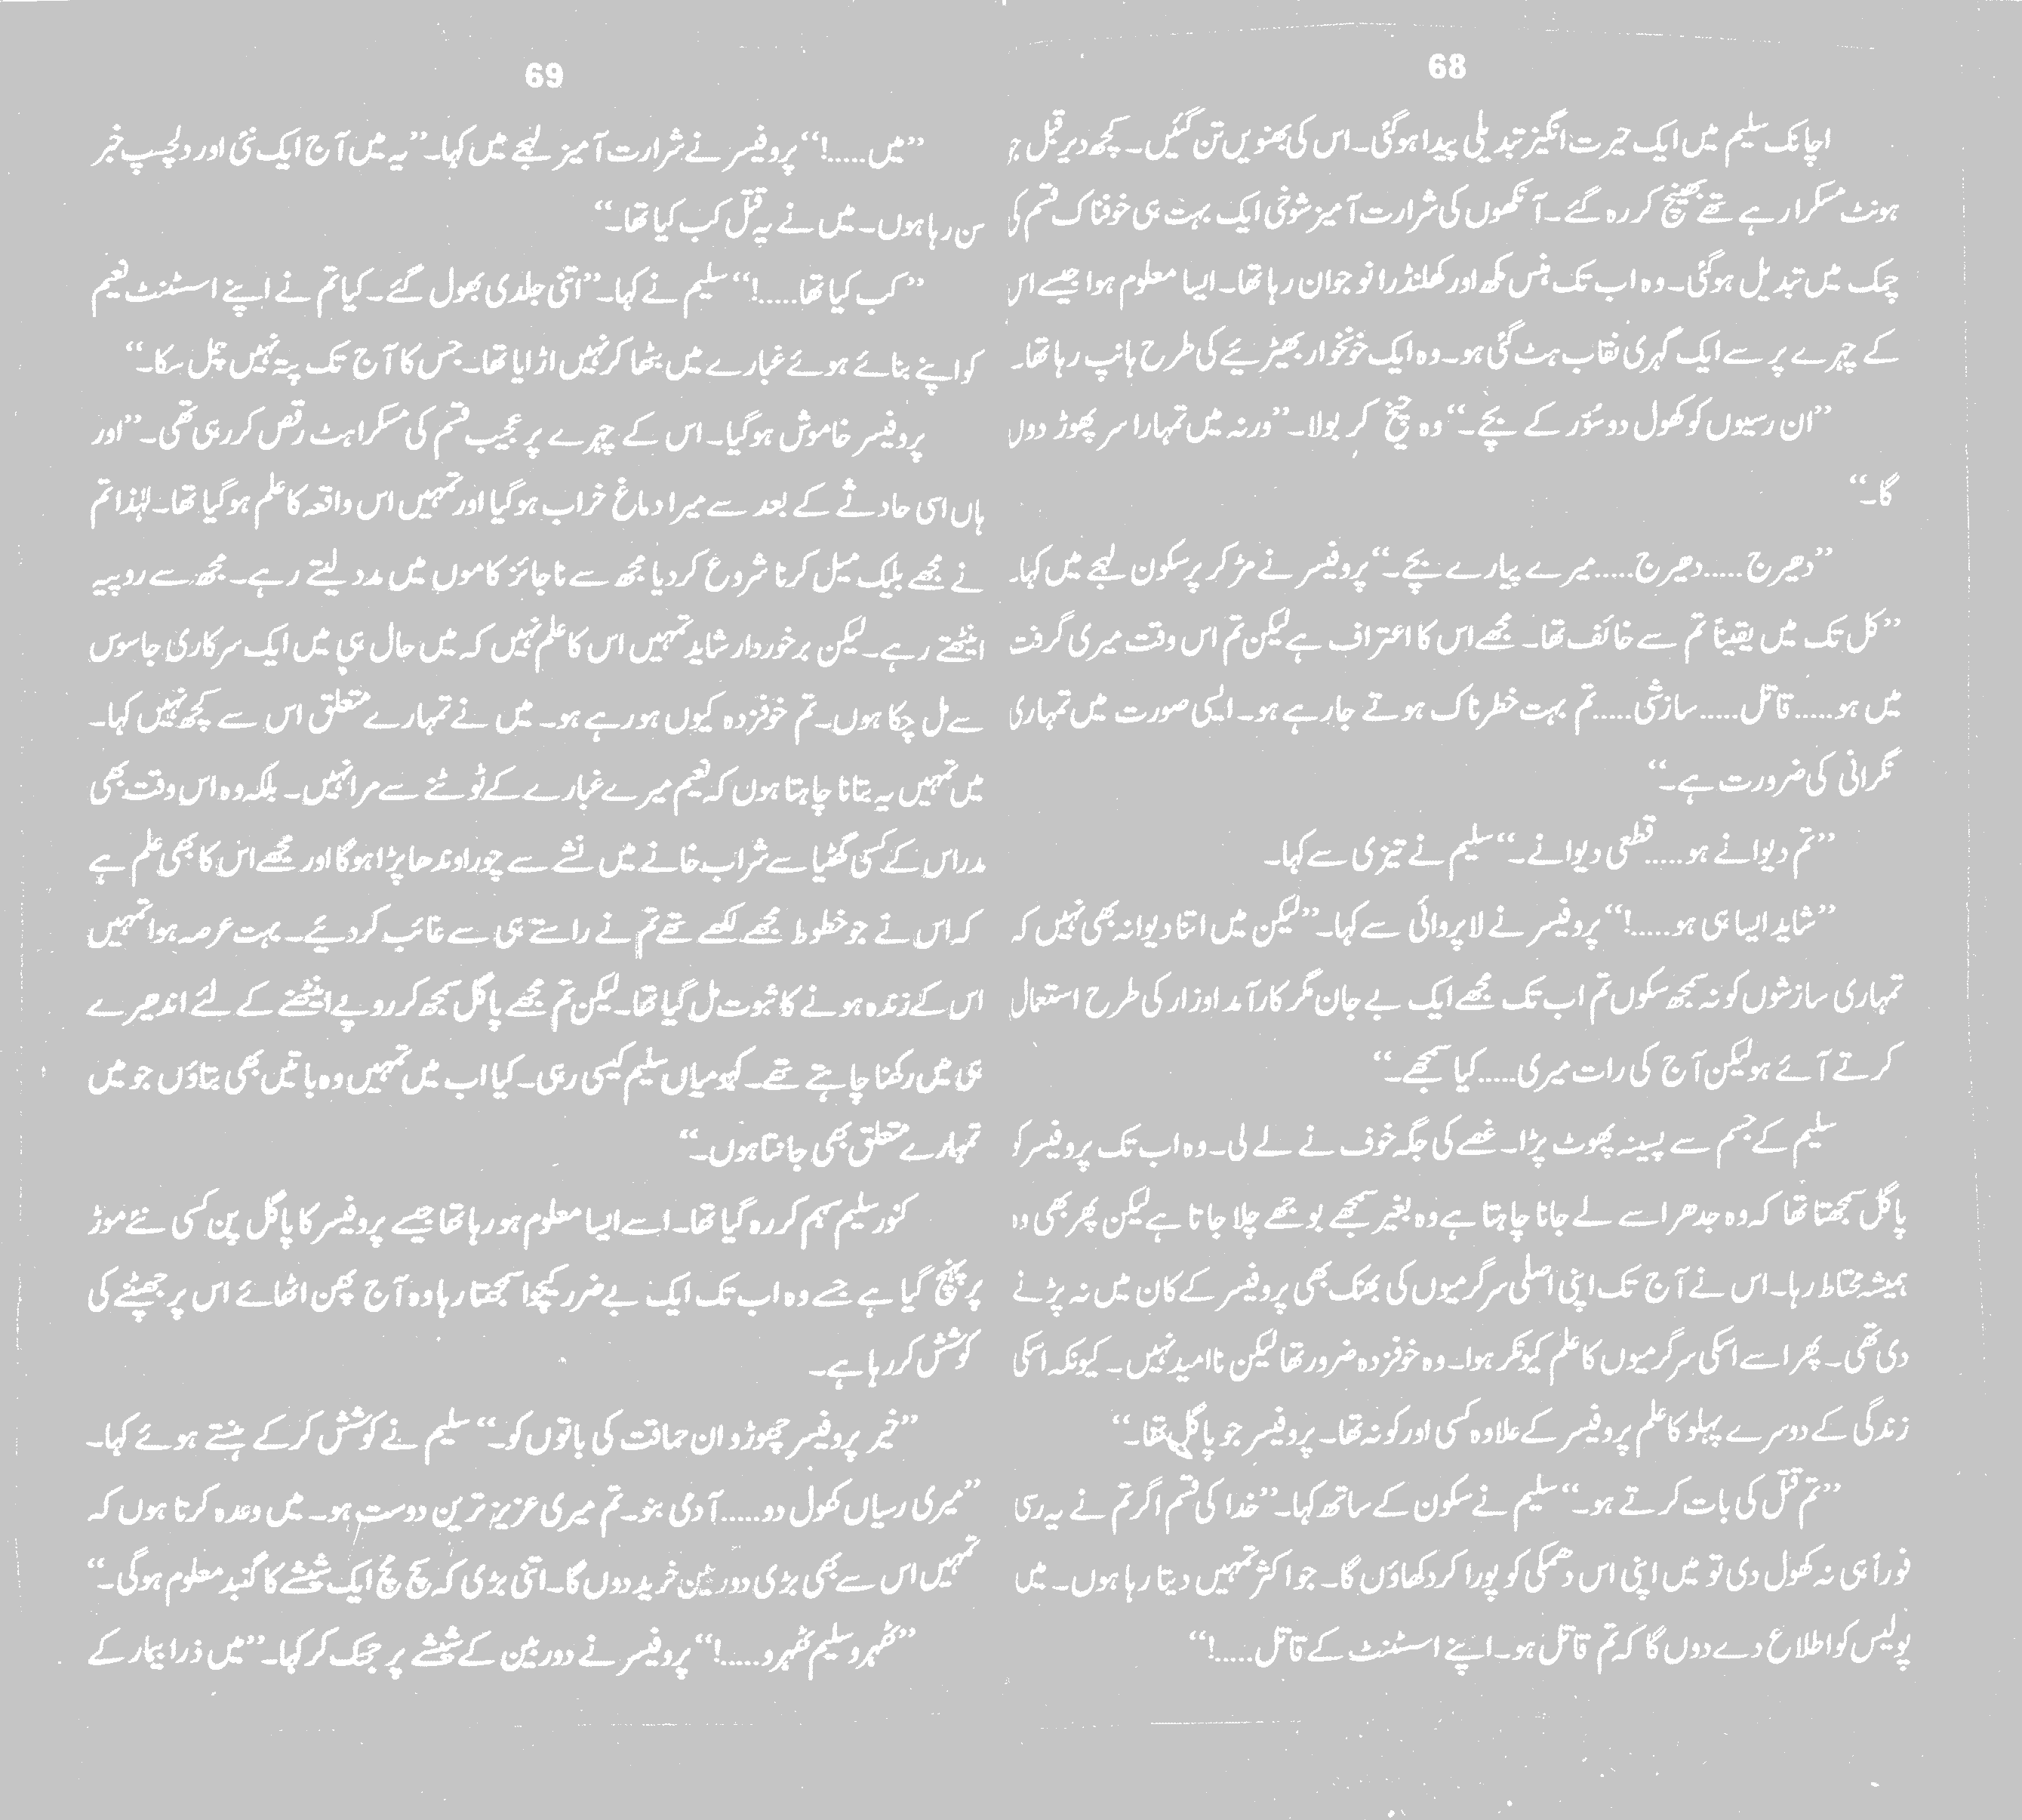 68
اچانک سلیم میں ایک حیرت انگیز تبدیلی پیدا ہوگئی۔ اس کی بھنویں تن گئیں۔ کچھ دیر قبل جو
ہونٹ مسکرا رہے تھے بھینچ کر رہ گئے۔ آنکھوں کی شرارت آمیز شوخی ایک بہت ہی خوفناک قسم کی
چمک میں تبدیل ہوگئی۔ وہ اب تک ہنس مکھ اور کھلنڈرا نوجوان رہا تھا۔ ایسا معلوم ہوا جیسے اس
کے چہرے پر سے ایک گہری نقاب ہٹ گئی ہو۔ وہ ایک خونخوار بھیڑیئے کی طرح ہانپ رہا تھا۔
”ان رسیوں کو کھول دو سؤر کے بچے۔“ وہ چیخ کر بولا۔ ”ورنہ میں تمہارا سر پھوڑ دوں
گا۔“
”دھیرج.....دھیرج.....میرے پیارے بچے۔“ پروفیسر نے مڑ کر پرسکون لہجے میں کہا۔
”کل تک میں یقیناً تم سے خائف تھا۔ مجھے اس کا اعتراف ہے لیکن تم اس وقت میری گرفت
میں ہو.....قاتل.....سازشی.....تم بہت خطرناک ہوتے جارہے ہو۔ ایسی صورت میں تمہاری
نگرانی کی ضرورت ہے۔“
”تم دیوانے ہو.....قطعی دیوانے۔“ سلیم نے تیزی سے کہا۔
”شاید ایسا ہی ہو.....!“ پروفیسر نے لاپروائی سے کہا۔ ”لیکن میں اتنا دیوانہ بھی نہیں کہ
تمہاری سازشوں کو نہ سمجھ سکوں تم اب تک مجھے ایک بے جان مگر کارآمد اوزار کی طرح استعمال
کرتے آئے ہو لیکن آج کی رات میری.....کیا سمجھے۔“
سلیم کے جسم سے پسینہ پھوٹ پڑا۔ غصے کی جگہ خوف نے لے لی۔ وہ اب تک پروفیسر کو
پاگل سمجھتا تھا کہ وہ جدھر اسے لے جانا چاہتا ہے وہ بغیر سمجھے بوجھے چلا جاتا ہے لیکن پھر بھی وہ
ہمیشہ محتاط رہا۔ اس نے آج تک اپنی اصلی سرگرمیوں کی بھنک بھی پروفیسر کے کان میں نہ پڑنے
دی تھی۔ پھر اسے اسکی سرگرمیوں کا علم کیونکر ہوا۔ وہ خوفزدہ ضرور تھا لیکن ناامید نہیں۔ کیونکہ اسکی
زندگی کے دوسرے پہلو کا علم پروفیسر کے علاوہ کسی اور کو نہ تھا۔ پروفیسر جو پاگل تھا۔“
”تم قتل کی بات کرتے ہو۔“ سلیم نے سکون کے ساتھ کہا۔ ”خدا کی قسم اگر تم نے یہ رسی
فوراً ہی نہ کھول دی تو میں اپنی اس دھمکی کو پورا کر دکھاؤں گا۔ جو اکثر تمہیں دیتا رہا ہوں۔ میں
پولیس کو اطلاع دے دوں گا کہ تم قاتل ہو۔ اپنے اسسٹنٹ کے قاتل.....!“
69
”میں.....!“ پروفیسر نے شرارت آمیز لہجے میں کہا۔ ”یہ میں آج ایک نئی اور دلچسپ خبر
سن رہا ہوں۔ میں نے یہ قتل کب کیا تھا۔“
”کب کیا تھا.....!“ سلیم نے کہا۔ ”اتنی جلدی بھول گئے۔ کیا تم نے اپنے اسسٹنٹ نعیم
کو اپنے بنائے ہوئے غبارے میں بٹھا کر نہیں اڑایا تھا۔ جس کا آج تک پتہ نہیں چل سکا۔“
پروفیسر خاموش ہوگیا۔ اس کے چہرے پر عجیب قسم کی مسکراہٹ رقص کررہی تھی۔ ”اور
ہاں اسی حادثے کے بعد سے میرا دماغ خراب ہوگیا اور تمہیں اس واقعہ کا علم ہوگیا تھا۔ لہٰذا تم
نے مجھے بلیک میل کرنا شروع کردیا مجھ سے ناجائز کاموں میں مدد لیتے رہے۔ مجھ سے روپیہ
اینٹھتے رہے۔ لیکن برخوردار شاید تمہیں اس کا علم نہیں کہ میں حال ہی میں ایک سرکاری جاسوس
سے مل چکا ہوں۔ تم خوفزدہ کیوں ہورہے ہو۔ میں نے تمہارے متعلق اس سے کچھ نہیں کہا۔
میں تمہیں یہ بتانا چاہتا ہوں کہ نعیم میرے غبارے کے ٹوٹنے سے مرا نہیں۔ بلکہ وہ اس وقت بھی
مدراس کے کسی گھٹیا سے شراب خانے میں نشے سے چور اوندھا پڑا ہوگا اور مجھے اس کا بھی علم ہے
کہ اس نے جو خطوط مجھے لکھے تھے تم نے راستے ہی سے غائب کردیئے۔ بہت عرصہ ہوا تمہیں
اس کے زندہ ہونے کا ثبوت مل گیا تھا۔ لیکن تم مجھے پاگل سمجھ کر روپے اینٹھنے کے لئے اندھیرے
ہی میں رکھنا چاہتے تھے۔ کہو میاں سلیم کیسی رہی۔ کیا اب میں تمہیں وہ باتیں بھی بتاؤں جو میں
تمہارے متعلق بھی جانتا ہوں۔“
کنور سلیم سہم کر رہ گیا تھا۔ اسے ایسا معلوم ہورہا تھا جیسے پروفیسر کا پاگل پن کسی نئے موڑ
پر پہنچ گیا ہے جسے وہ اب تک ایک بے ضرر کیچوا سمجھتا رہا وہ آج پھن اٹھائے اس پر جھپٹنے کی
کوشش کررہا ہے۔
”خیر پروفیسر چھوڑو ان حماقت کی باتوں کو۔“ سلیم نے کوشش کرکے ہنستے ہوئے کہا۔
”میری رسیاں کھول دو.....آدمی بنو۔ تم میری عزیز ترین دوست ہو۔ میں وعدہ کرتا ہوں کہ
تمہیں اس سے بھی بڑی دوربین خرید دوں گا۔ اتنی بڑی کہ سچ مچ ایک شیشے کا گنبد معلوم ہوگی۔“
”ٹھہرو سلیم ٹھہرو.....!“ پروفیسر نے دوربین کے شیشے پر جھک کر کہا۔ ”میں ذرا بیمار کے